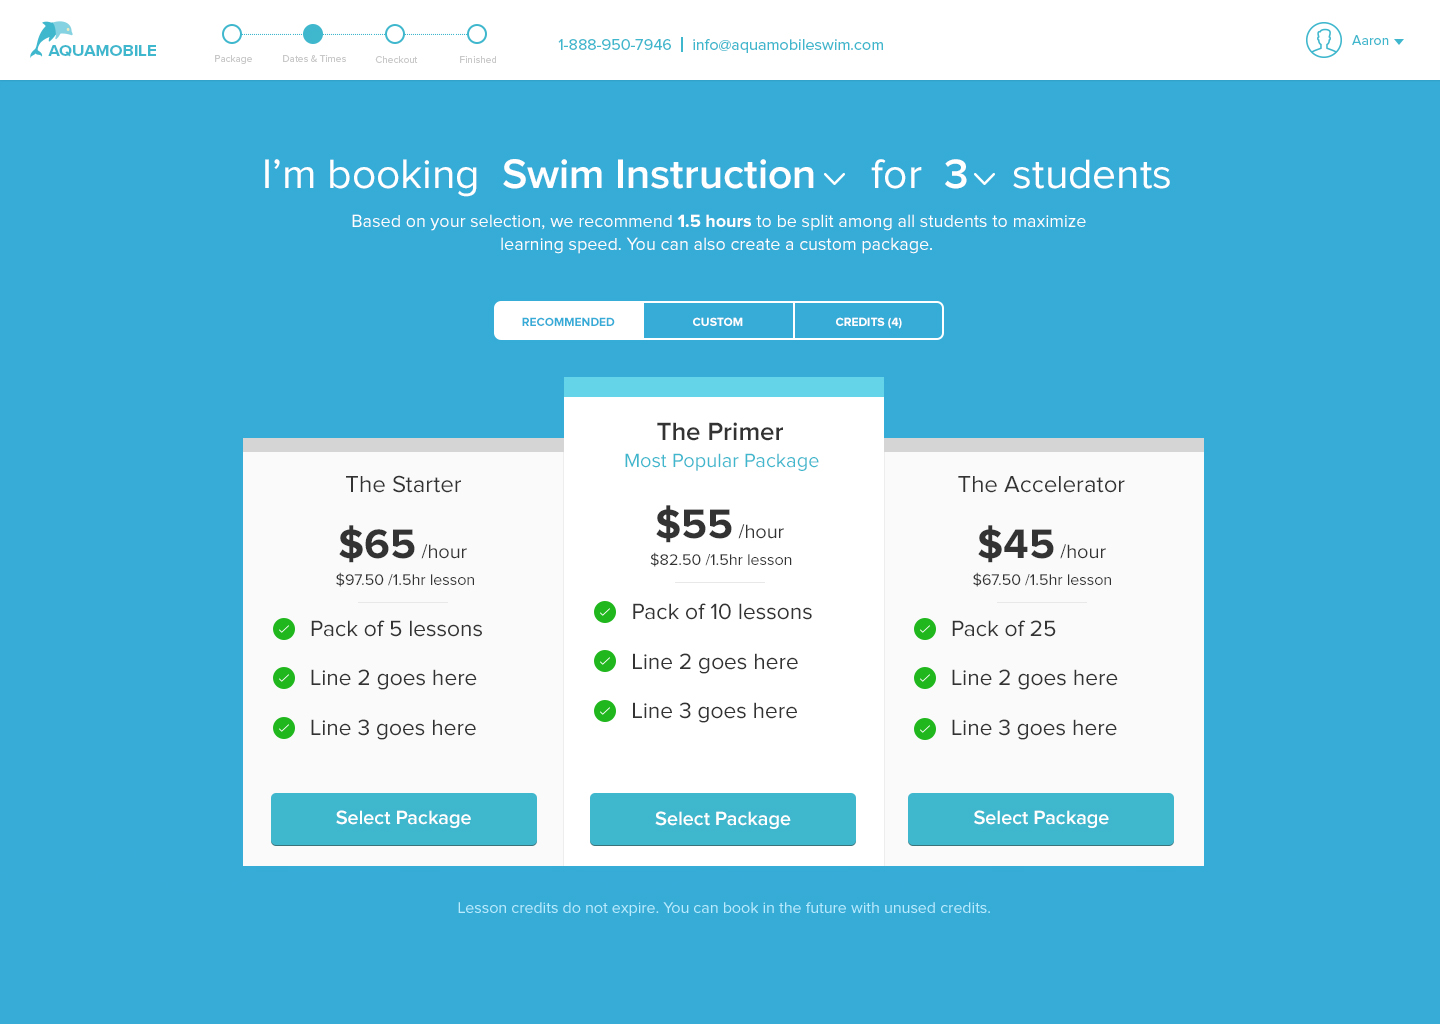 AQUAMOBILE
Package
Dates & Times
Checkout
Finished
1-888-950-7946 | info@aquamobileswim.com
Aaron
I'm booking Swim Instruction for 3 students
Based on your selection, we recommend 1.5 hours to be split among all students to maximize
learning speed. You can also create a custom package.
RECOMMENDED
CUSTOM
CREDITS (4)
The Starter
$65 /hour
$97.50 /1.5hr lesson
Pack of 5 lessons
Line 2 goes here
Line 3 goes here
Select Package
The Primer
Most Popular Package
$55 /hour
$82.50 /1.5hr lesson
Pack of 10 lessons
Line 2 goes here
Line 3 goes here
Select Package
The Accelerator
$45 /hour
$67.50 /1.5hr lesson
Pack of 25
Line 2 goes here
Line 3 goes here
Select Package
Lesson credits do not expire. You can book in the future with unused credits.